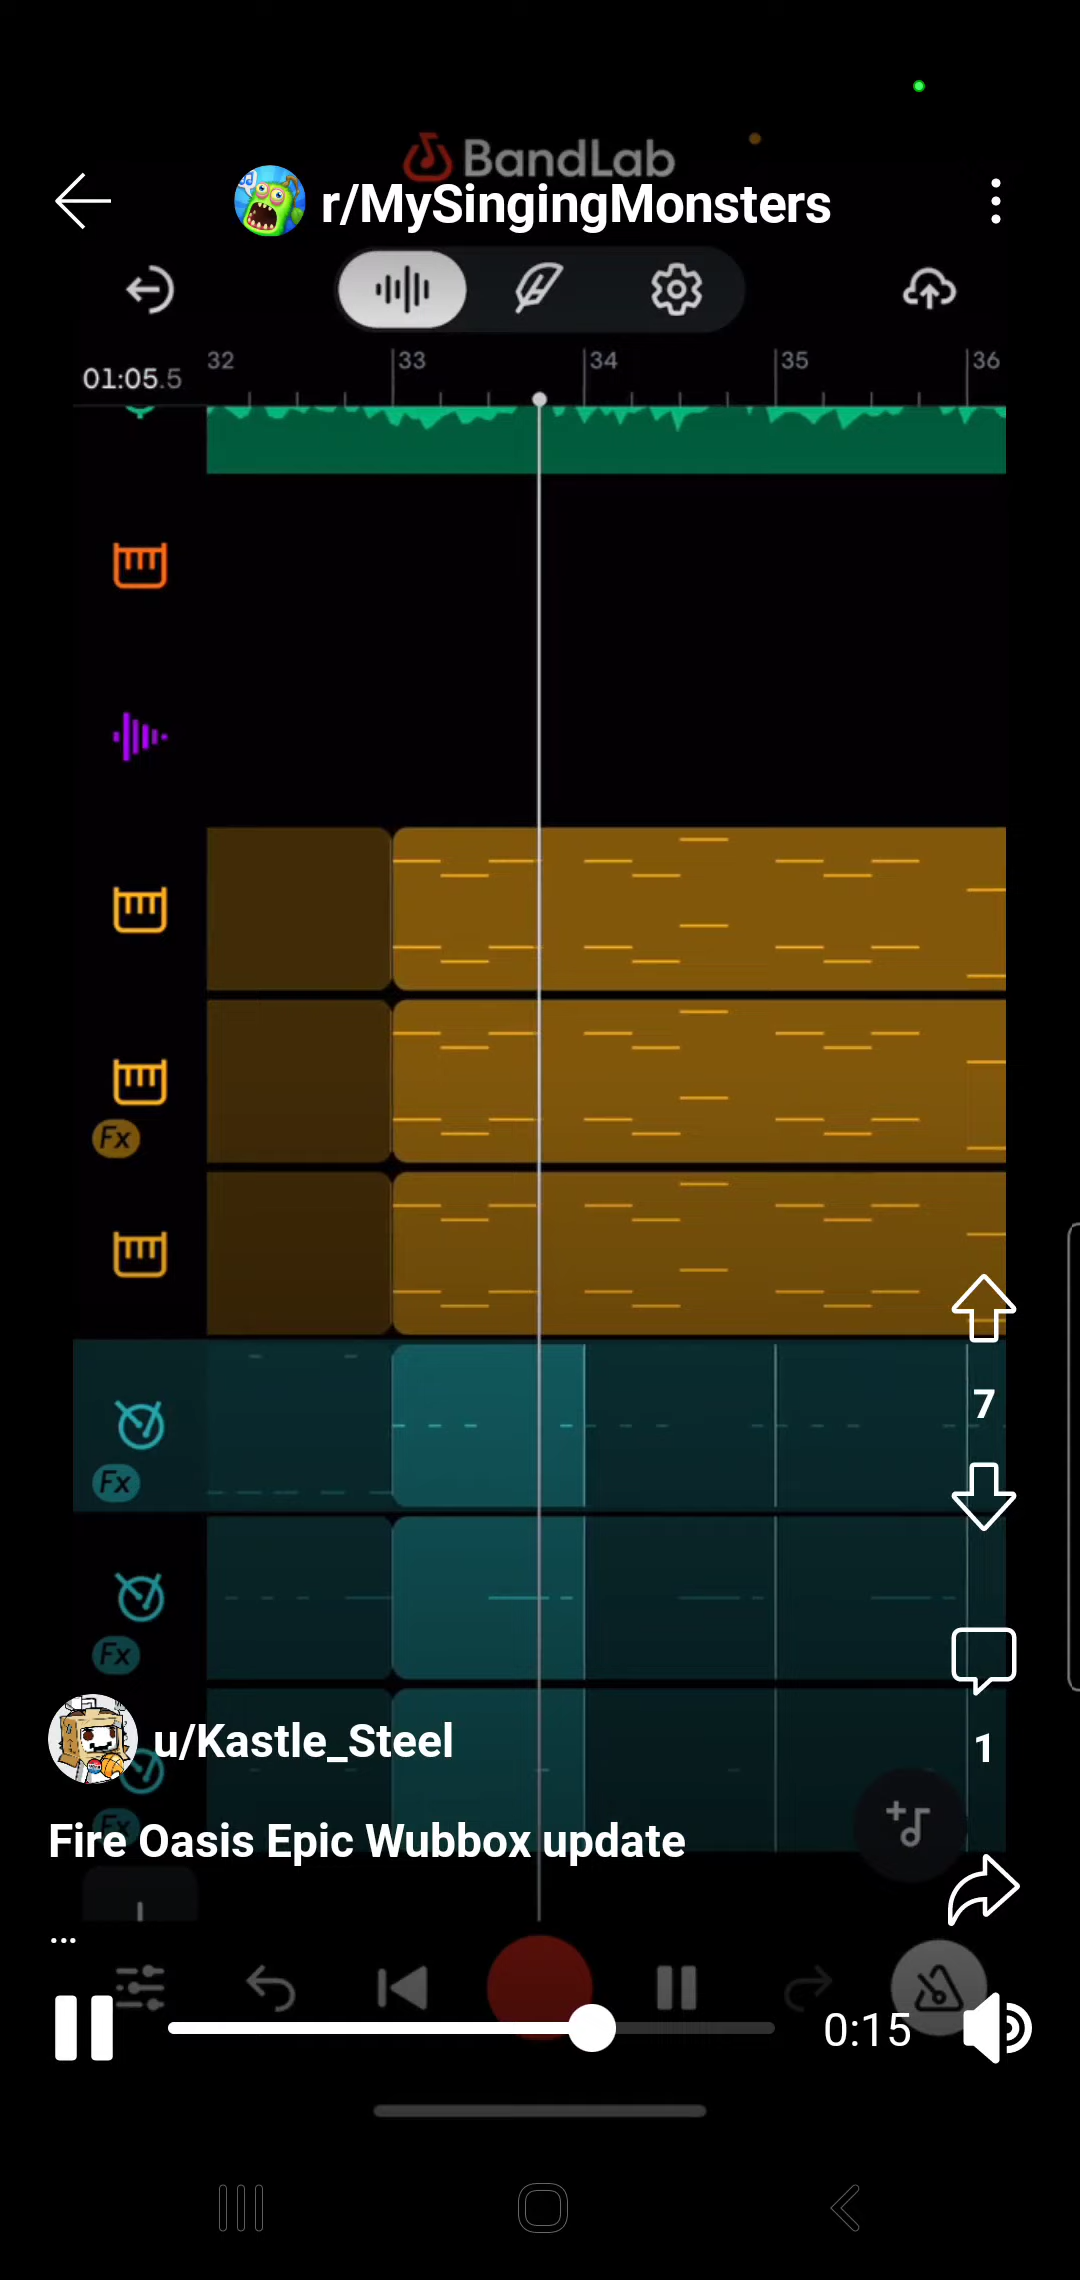 BandLab
r/MySingingMonsters
01:05.5
32 33 34 35 36
Fx
7
Fx
Fx
1
u/Kastle_Steel
Fx
Fire Oasis Epic Wubbox update
...
0:15